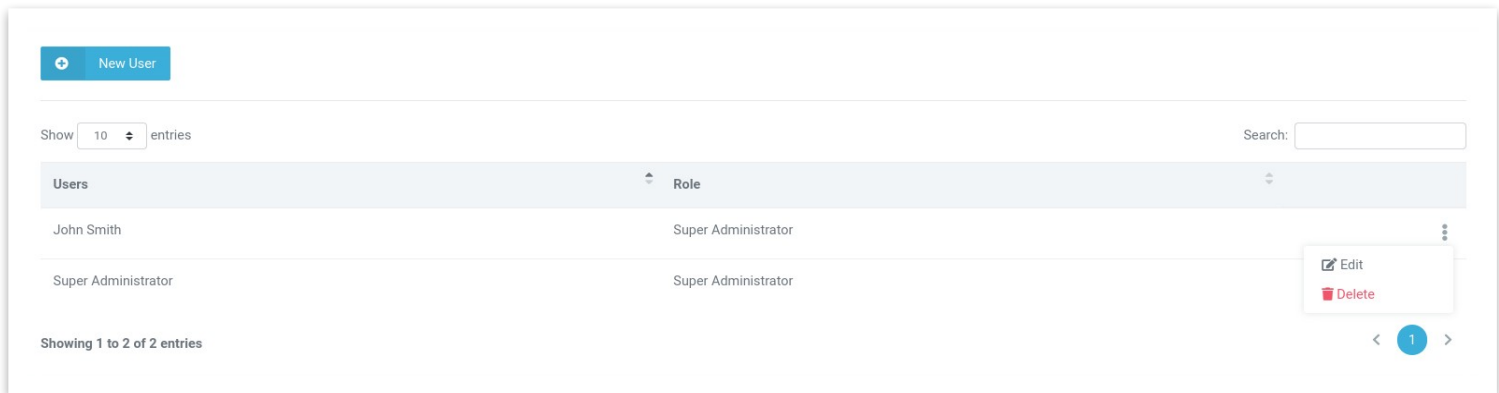 New User
Show 10 entries Search:
Users Role
John Smith Super Administrator
Edit
Super Administrator Super Administrator
Delete
Showing 1 to 2 of 2 entries 1